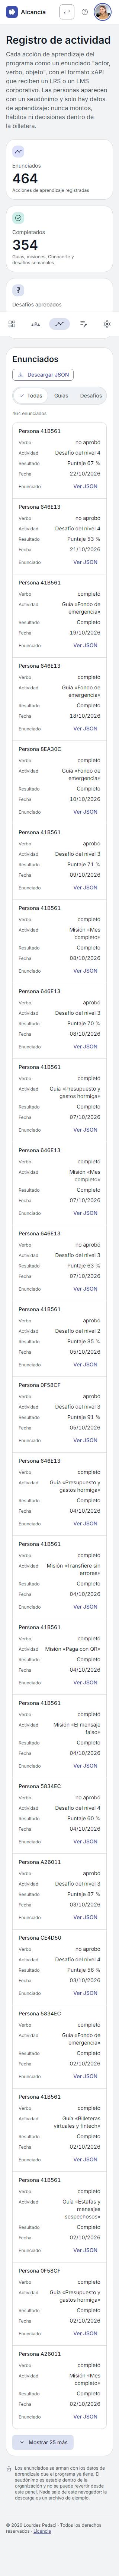 Alcancia
Registro de actividad
Cada acción de aprendizaje del
programa como un enunciado "actor,
verbo, objeto", con el formato xAPI
que reciben un LRS o un LMS
corporativo. Las personas aparecen
con un seudónimo y solo hay datos
de aprendizaje: nunca montos,
hábitos ni decisiones dentro de
la billetera.
Enunciados
464
Acciones de aprendizaje registradas
Completados
354
Guías, misiones, Conocerte y
desafíos semanales
Desafíos aprobados
Enunciados
Descargar JSON
Todas
Guías
Desafíos
464 enunciados
Persona 41B561
Verbo no aprobó
Actividad Desafío del nivel 4
Resultado Puntaje 67 %
Fecha 22/10/2026
Enunciado Ver JSON
Persona 646E13
Verbo no aprobó
Actividad Desafío del nivel 4
Resultado Puntaje 53 %
Fecha 21/10/2026
Enunciado Ver JSON
Persona 41B561
Verbo completó
Actividad Guía «Fondo de
emergencia»
Resultado Completo
Fecha 19/10/2026
Enunciado Ver JSON
Persona 646E13
Verbo completó
Actividad Guía «Fondo de
emergencia»
Resultado Completo
Fecha 18/10/2026
Enunciado Ver JSON
Persona 8EA30C
Verbo completó
Actividad Guía «Fondo de
emergencia»
Resultado Completo
Fecha 10/10/2026
Enunciado Ver JSON
Persona 41B561
Verbo aprobó
Actividad Desafío del nivel 3
Resultado Puntaje 71 %
Fecha 09/10/2026
Enunciado Ver JSON
Persona 41B561
Verbo completó
Actividad Misión «Mes
completo»
Resultado Completo
Fecha 08/10/2026
Enunciado Ver JSON
Persona 646E13
Verbo aprobó
Actividad Desafío del nivel 3
Resultado Puntaje 70 %
Fecha 08/10/2026
Enunciado Ver JSON
Persona 41B561
Verbo completó
Actividad Guía «Presupuesto y
gastos hormiga»
Resultado Completo
Fecha 07/10/2026
Enunciado Ver JSON
Persona 646E13
Verbo completó
Actividad Misión «Mes
completo»
Resultado Completo
Fecha 07/10/2026
Enunciado Ver JSON
Persona 646E13
Verbo no aprobó
Actividad Desafío del nivel 3
Resultado Puntaje 63 %
Fecha 07/10/2026
Enunciado Ver JSON
Persona 41B561
Verbo aprobó
Actividad Desafío del nivel 2
Resultado Puntaje 85 %
Fecha 05/10/2026
Enunciado Ver JSON
Persona 0F58CF
Verbo aprobó
Actividad Desafío del nivel 3
Resultado Puntaje 91 %
Fecha 05/10/2026
Enunciado Ver JSON
Persona 646E13
Verbo completó
Actividad Guía «Presupuesto y
gastos hormiga»
Resultado Completo
Fecha 04/10/2026
Enunciado Ver JSON
Persona 41B561
Verbo completó
Actividad Misión «Transfiere sin
errores»
Resultado Completo
Fecha 04/10/2026
Enunciado Ver JSON
Persona 41B561
Verbo completó
Actividad Misión «Paga con QR»
Resultado Completo
Fecha 04/10/2026
Enunciado Ver JSON
Persona 41B561
Verbo completó
Actividad Misión «El mensaje
falso»
Resultado Completo
Fecha 04/10/2026
Enunciado Ver JSON
Persona 5834EC
Verbo no aprobó
Actividad Desafío del nivel 4
Resultado Puntaje 60 %
Fecha 04/10/2026
Enunciado Ver JSON
Persona A26011
Verbo aprobó
Actividad Desafío del nivel 3
Resultado Puntaje 87 %
Fecha 03/10/2026
Enunciado Ver JSON
Persona CE4D50
Verbo no aprobó
Actividad Desafío del nivel 4
Resultado Puntaje 56 %
Fecha 03/10/2026
Enunciado Ver JSON
Persona 5834EC
Verbo completó
Actividad Guía «Fondo de
emergencia»
Resultado Completo
Fecha 02/10/2026
Enunciado Ver JSON
Persona 41B561
Verbo completó
Actividad Guía «Billeteras
virtuales y fintech»
Resultado Completo
Fecha 02/10/2026
Enunciado Ver JSON
Persona 41B561
Verbo completó
Actividad Guía «Estafas y
mensajes
sospechosos»
Resultado Completo
Fecha 02/10/2026
Enunciado Ver JSON
Persona 0F58CF
Verbo completó
Actividad Guía «Presupuesto y
gastos hormiga»
Resultado Completo
Fecha 02/10/2026
Enunciado Ver JSON
Persona A26011
Verbo completó
Actividad Misión «Mes
completo»
Resultado Completo
Fecha 02/10/2026
Enunciado Ver JSON
Mostrar 25 más
Los enunciados se arman con los datos de
aprendizaje que el programa ya tiene. El
seudónimo es estable dentro de la
organización y no se puede revertir desde
este panel. Nada sale de este navegador: la
descarga es un archivo de ejemplo.
© 2026 Lourdes Pedaci · Todos los derechos
reservados · Licencia